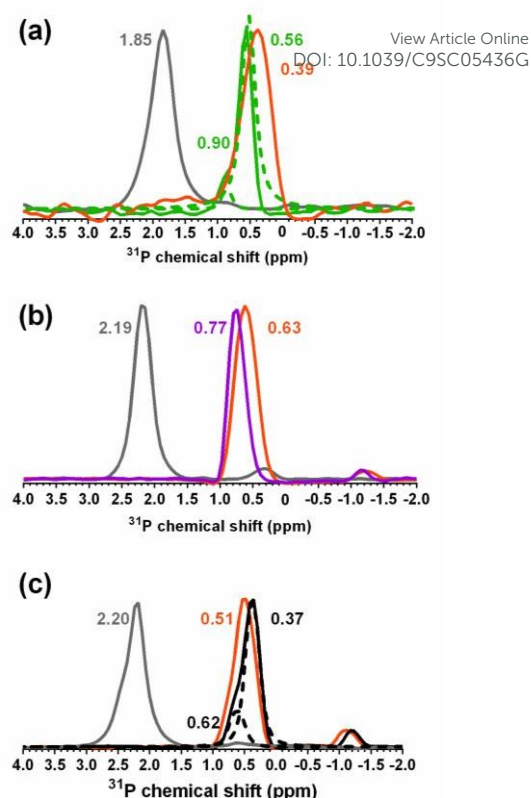 (a)
View Article Online
DOI: 10.1039/C9SC05436G
1.85
0.56
0.39
0.90
4.0 3.5 3.0 2.5 2.0 1.5 1.0 0.5 0 -0.5 -1.0 -1.5 -2.0
³¹P chemical shift (ppm)
(b)
2.19
0.77
0.63
4.0 3.5 3.0 2.5 2.0 1.5 1.0 0.5 0 -0.5 -1.0 -1.5 -2.0
³¹P chemical shift (ppm)
(c)
2.20
0.51
0.37
0.62
4.0 3.5 3.0 2.5 2.0 1.5 1.0 0.5 0 -0.5 -1.0 -1.5 -2.0
³¹P chemical shift (ppm)